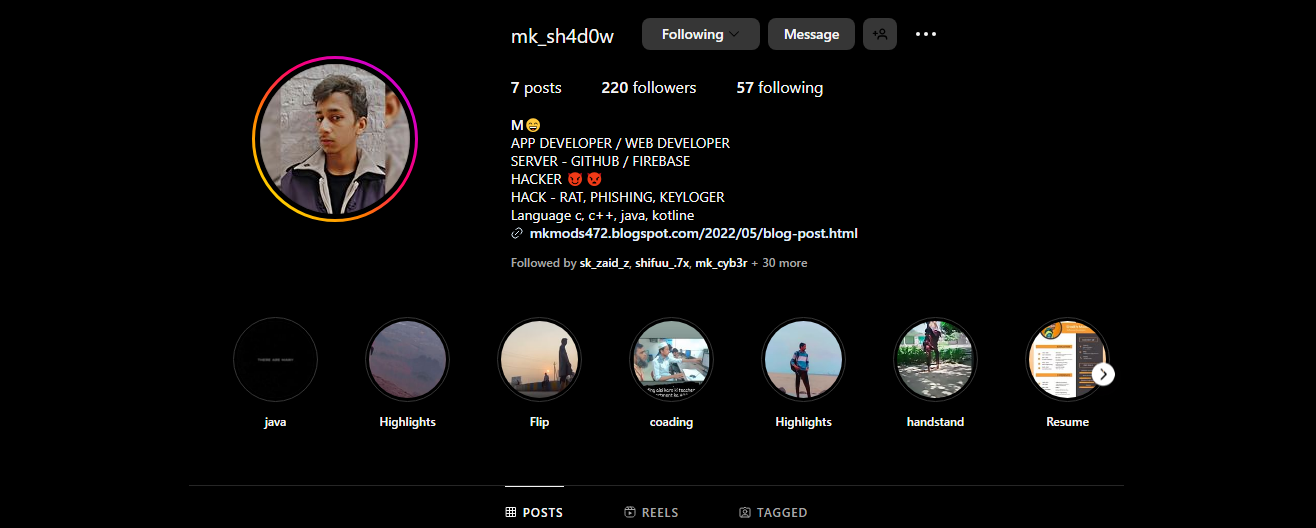 mk_sh4d0w
Following
Message
7 posts
220 followers
57 following
M😄
APP DEVELOPER / WEB DEVELOPER
SERVER - GITHUB / FIREBASE
HACKER 😈 👿
HACK - RAT, PHISHING, KEYLOGER
Language c, c++, java, kotline
mkmods472.blogspot.com/2022/05/blog-post.html
Followed by sk_zaid_z, shifuu_.7x, mk_cyb3r + 30 more
java
Highlights
Flip
coading
Highlights
handstand
Resume
POSTS
REELS
TAGGED